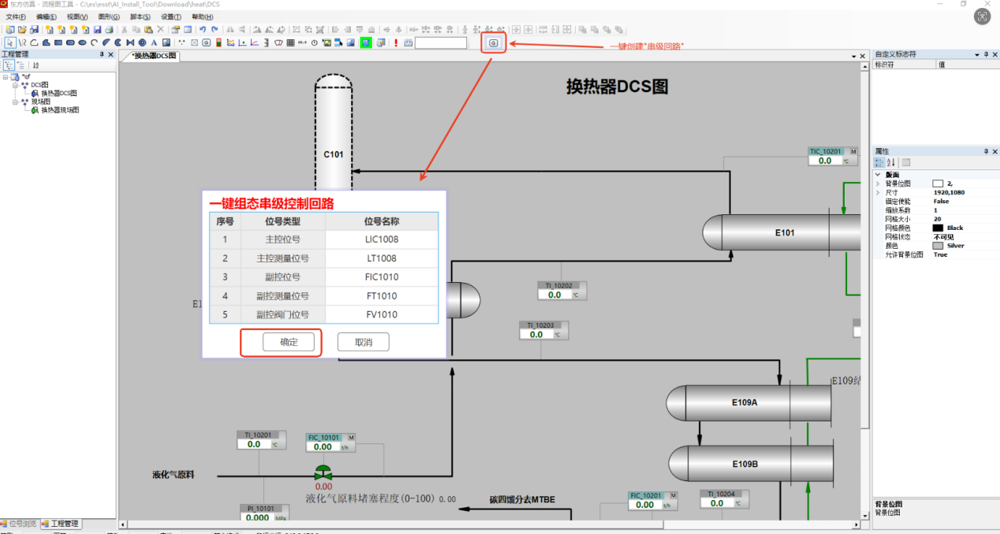 东方仿真 - 流程图工具 - C:\es\esst\AI_Install_Tool\Download\heat\DCS
文件(F) 编辑(E) 视图(V) 图形(G) 脚本(S) 设置(T) 帮助(H)
一键创建"串级回路"
工程管理
*换热器DCS图
自定义标志符
标识符 值
*qf
DCS图
换热器DCS图
现场图
换热器现场图
换热器DCS图
C101
TIC_10201 M
0.0 ℃
E101
TI_10202
0.0 ℃
TI_10203
0.0 ℃
一键组态串级控制回路
序号 位号类型 位号名称
1 主控位号 LIC1008
2 主控测量位号 LT1008
3 副控位号 FIC1010
4 副控测量位号 FT1010
5 副控阀门位号 FV1010
确定 取消
E109A
E109B
TI_10201
0.0 ℃
FIC_10101 M
0.00 t/h
液化气原料
0.00
液化气原料堵塞程度(0-100) 0.00
PI_10101
0.000 MPa
碳四馏分去MTBE
FIC_10201 M
0.00 t/h
TI_10204
0.0 ℃
属性
版面
背景位图 2,
尺寸 1920,1080
锚定使能 False
缩放系数 1
网格大小 20
网格颜色 Black
网格状态 不可见
颜色 Silver
允许背景位图 True
背景位图
背景位图
位号浏览 工程管理